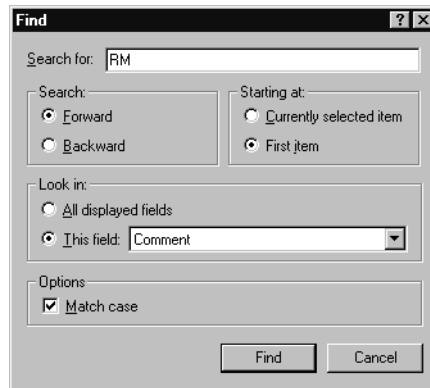 Find
Search for: RM
Search: Starting at:
Forward Currently selected item
Backward First item
Look in:
All displayed fields
This field: Comment
Options
Match case
Find Cancel